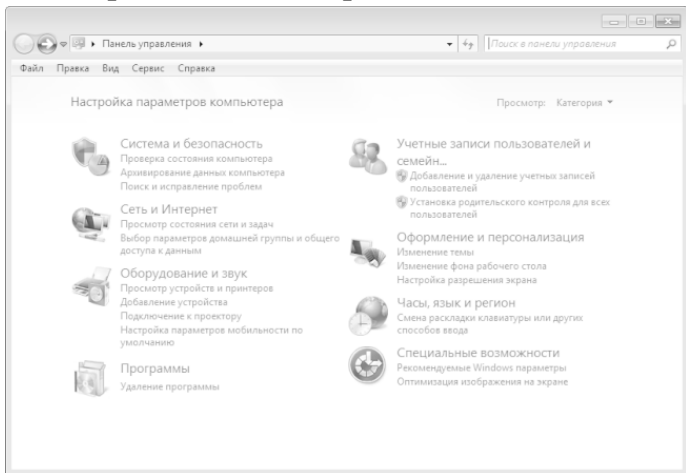 Панель управления
Поиск в панели управления
Файл Правка Вид Сервис Справка
Настройка параметров компьютера
Просмотр: Категория
Система и безопасность
Проверка состояния компьютера
Архивирование данных компьютера
Поиск и исправление проблем
Сеть и Интернет
Просмотр состояния сети и задач
Выбор параметров домашней группы и общего
доступа к данным
Оборудование и звук
Просмотр устройств и принтеров
Добавление устройства
Подключение к проектору
Настройка параметров мобильности по
умолчанию
Программы
Удаление программы
Учетные записи пользователей и
семейн...
Добавление и удаление учетных записей
пользователей
Установка родительского контроля для всех
пользователей
Оформление и персонализация
Изменение темы
Изменение фона рабочего стола
Настройка разрешения экрана
Часы, язык и регион
Смена раскладки клавиатуры или других
способов ввода
Специальные возможности
Рекомендуемые Windows параметры
Оптимизация изображения на экране